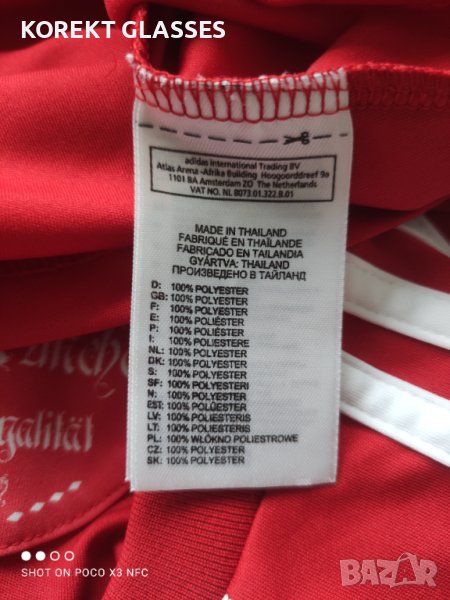 KOREKT GLASSES
adidas International Trading BV
Atlas Arena -Afrika Building Hoogoorddreef 9a
1101 BA Amsterdam ZO The Netherlands
VAT NO. NL 8073.01.322.B.01
MADE IN THAILAND
FABRIQUÉ EN THAÏLANDE
FABRICADO EN TAILANDIA
GYÁRTVA: THAILAND
ПРОИЗВЕДЕНО В ТАЙЛАНД
D: 100% POLYESTER
GB: 100% POLYESTER
F: 100% POLYESTER
E: 100% POLIÉSTER
P: 100% POLIÉSTER
I: 100% POLIESTERE
NL: 100% POLYESTER
DK: 100% POLYESTER
S: 100% POLYESTER
SF: 100% POLYESTERI
N: 100% POLYESTER
EST: 100% POLÜESTER
LV: 100% POLIESTERIS
LT: 100% POLIESTERIS
PL: 100% WŁÓKNO POLIESTROWE
CZ: 100% POLYESTER
SK: 100% POLYESTER
galität
SHOT ON POCO X3 NFC
bazar.bg